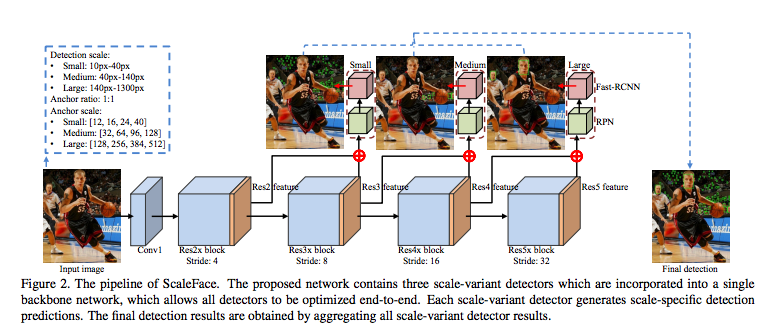 Detection scale:
• Small: 10px-40px
• Medium: 40px-140px
• Large: 140px-1300px
Anchor ratio: 1:1
Anchor scale:
• Small: [12, 16, 24, 40]
• Medium: [32, 64, 96, 128]
• Large: [128, 256, 384, 512]
Small
Medium
Large
Fast-RCNN
RPN
Res2 feature
Res3 feature
Res4 feature
Res5 feature
Input image
Conv1
Res2x block
Stride: 4
Res3x block
Stride: 8
Res4x block
Stride: 16
Res5x block
Stride: 32
Final detection
Figure 2. The pipeline of ScaleFace. The proposed network contains three scale-variant detectors which are incorporated into a single
backbone network, which allows all detectors to be optimized end-to-end. Each scale-variant detector generates scale-specific detection
predictions. The final detection results are obtained by aggregating all scale-variant detector results.